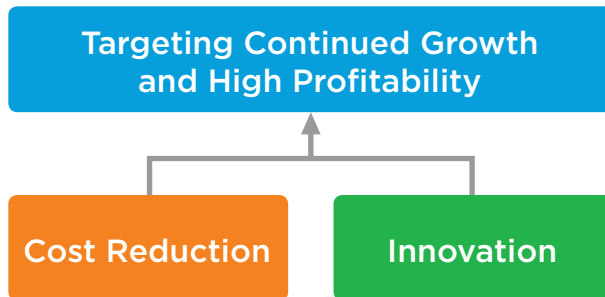 Targeting Continued Growth
and High Profitability
Cost Reduction
Innovation